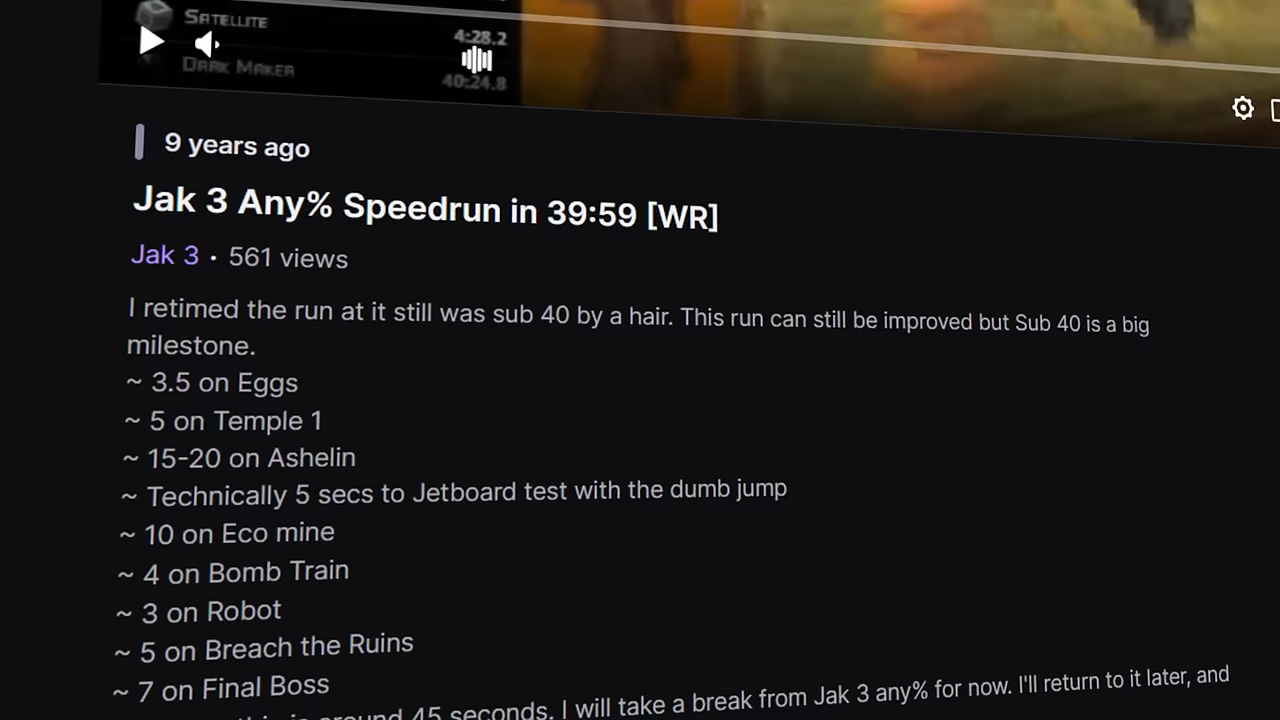 SATELLITE
4:28.2
DARK MAKER
40:24.8
9 years ago
Jak 3 Any% Speedrun in 39:59 [WR]
Jak 3 • 561 views
I retimed the run at it still was sub 40 by a hair. This run can still be improved but Sub 40 is a big
milestone.
~ 3.5 on Eggs
~ 5 on Temple 1
~ 15-20 on Ashelin
~ Technically 5 secs to Jetboard test with the dumb jump
~ 10 on Eco mine
~ 4 on Bomb Train
~ 3 on Robot
~ 5 on Breach the Ruins
~ 7 on Final Boss
this is around 45 seconds. I will take a break from Jak 3 any% for now. I'll return to it later, and